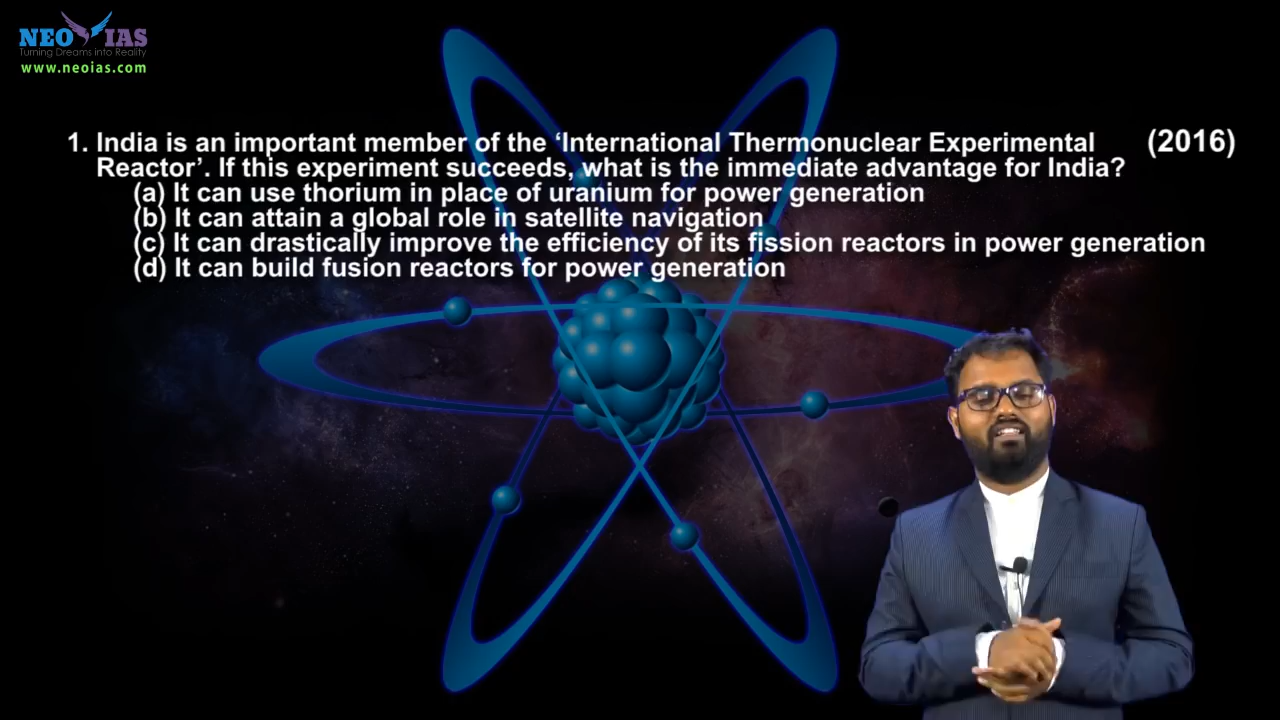 NEO IAS
Turning Dreams into Reality
www.neoias.com
1. India is an important member of the ‘International Thermonuclear Experimental (2016)
Reactor’. If this experiment succeeds, what is the immediate advantage for India?
(a) It can use thorium in place of uranium for power generation
(b) It can attain a global role in satellite navigation
(c) It can drastically improve the efficiency of its fission reactors in power generation
(d) It can build fusion reactors for power generation